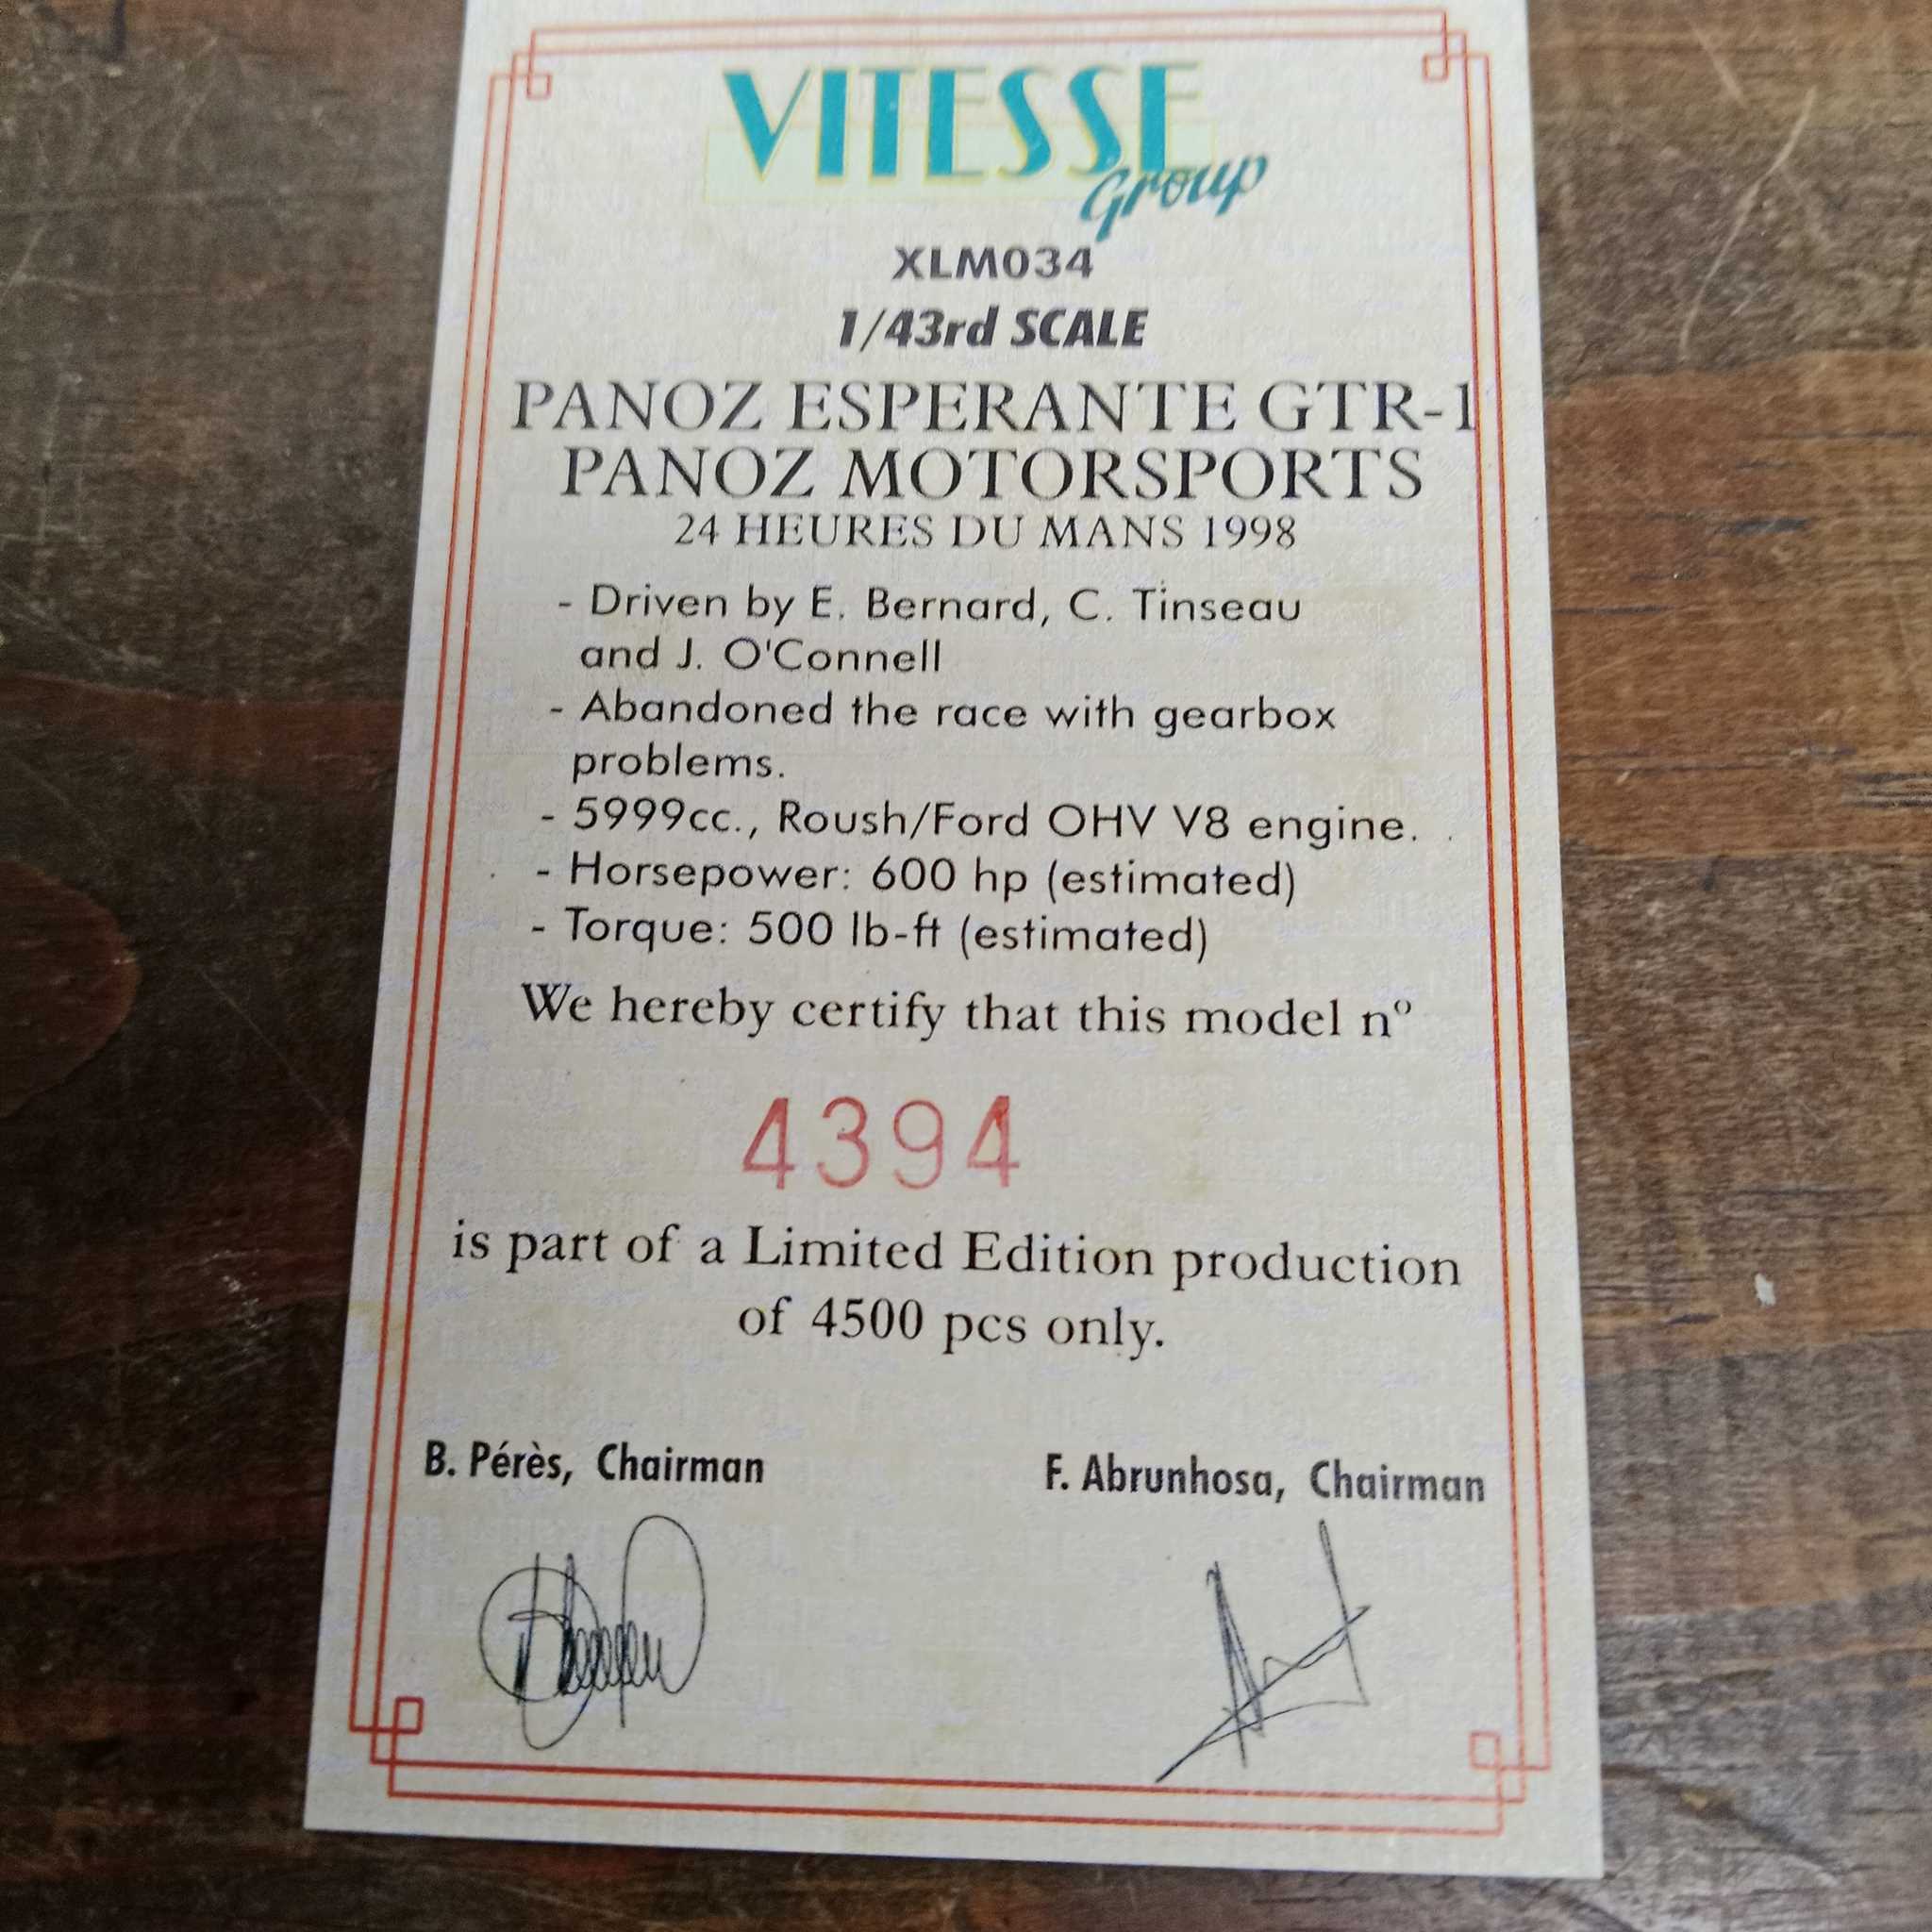 VITESSE
Group
XLM034
1/43rd SCALE
PANOZ ESPERANTE GTR-1
PANOZ MOTORSPORTS
24 HEURES DU MANS 1998
- Driven by E. Bernard, C. Tinseau
and J. O'Connell
- Abandoned the race with gearbox
problems.
- 5999cc., Roush/Ford OHV V8 engine.
- Horsepower: 600 hp (estimated)
- Torque: 500 lb-ft (estimated)
We hereby certify that this model nº
4394
is part of a Limited Edition production
of 4500 pcs only.
B. Pérès, Chairman
F. Abrunhosa, Chairman